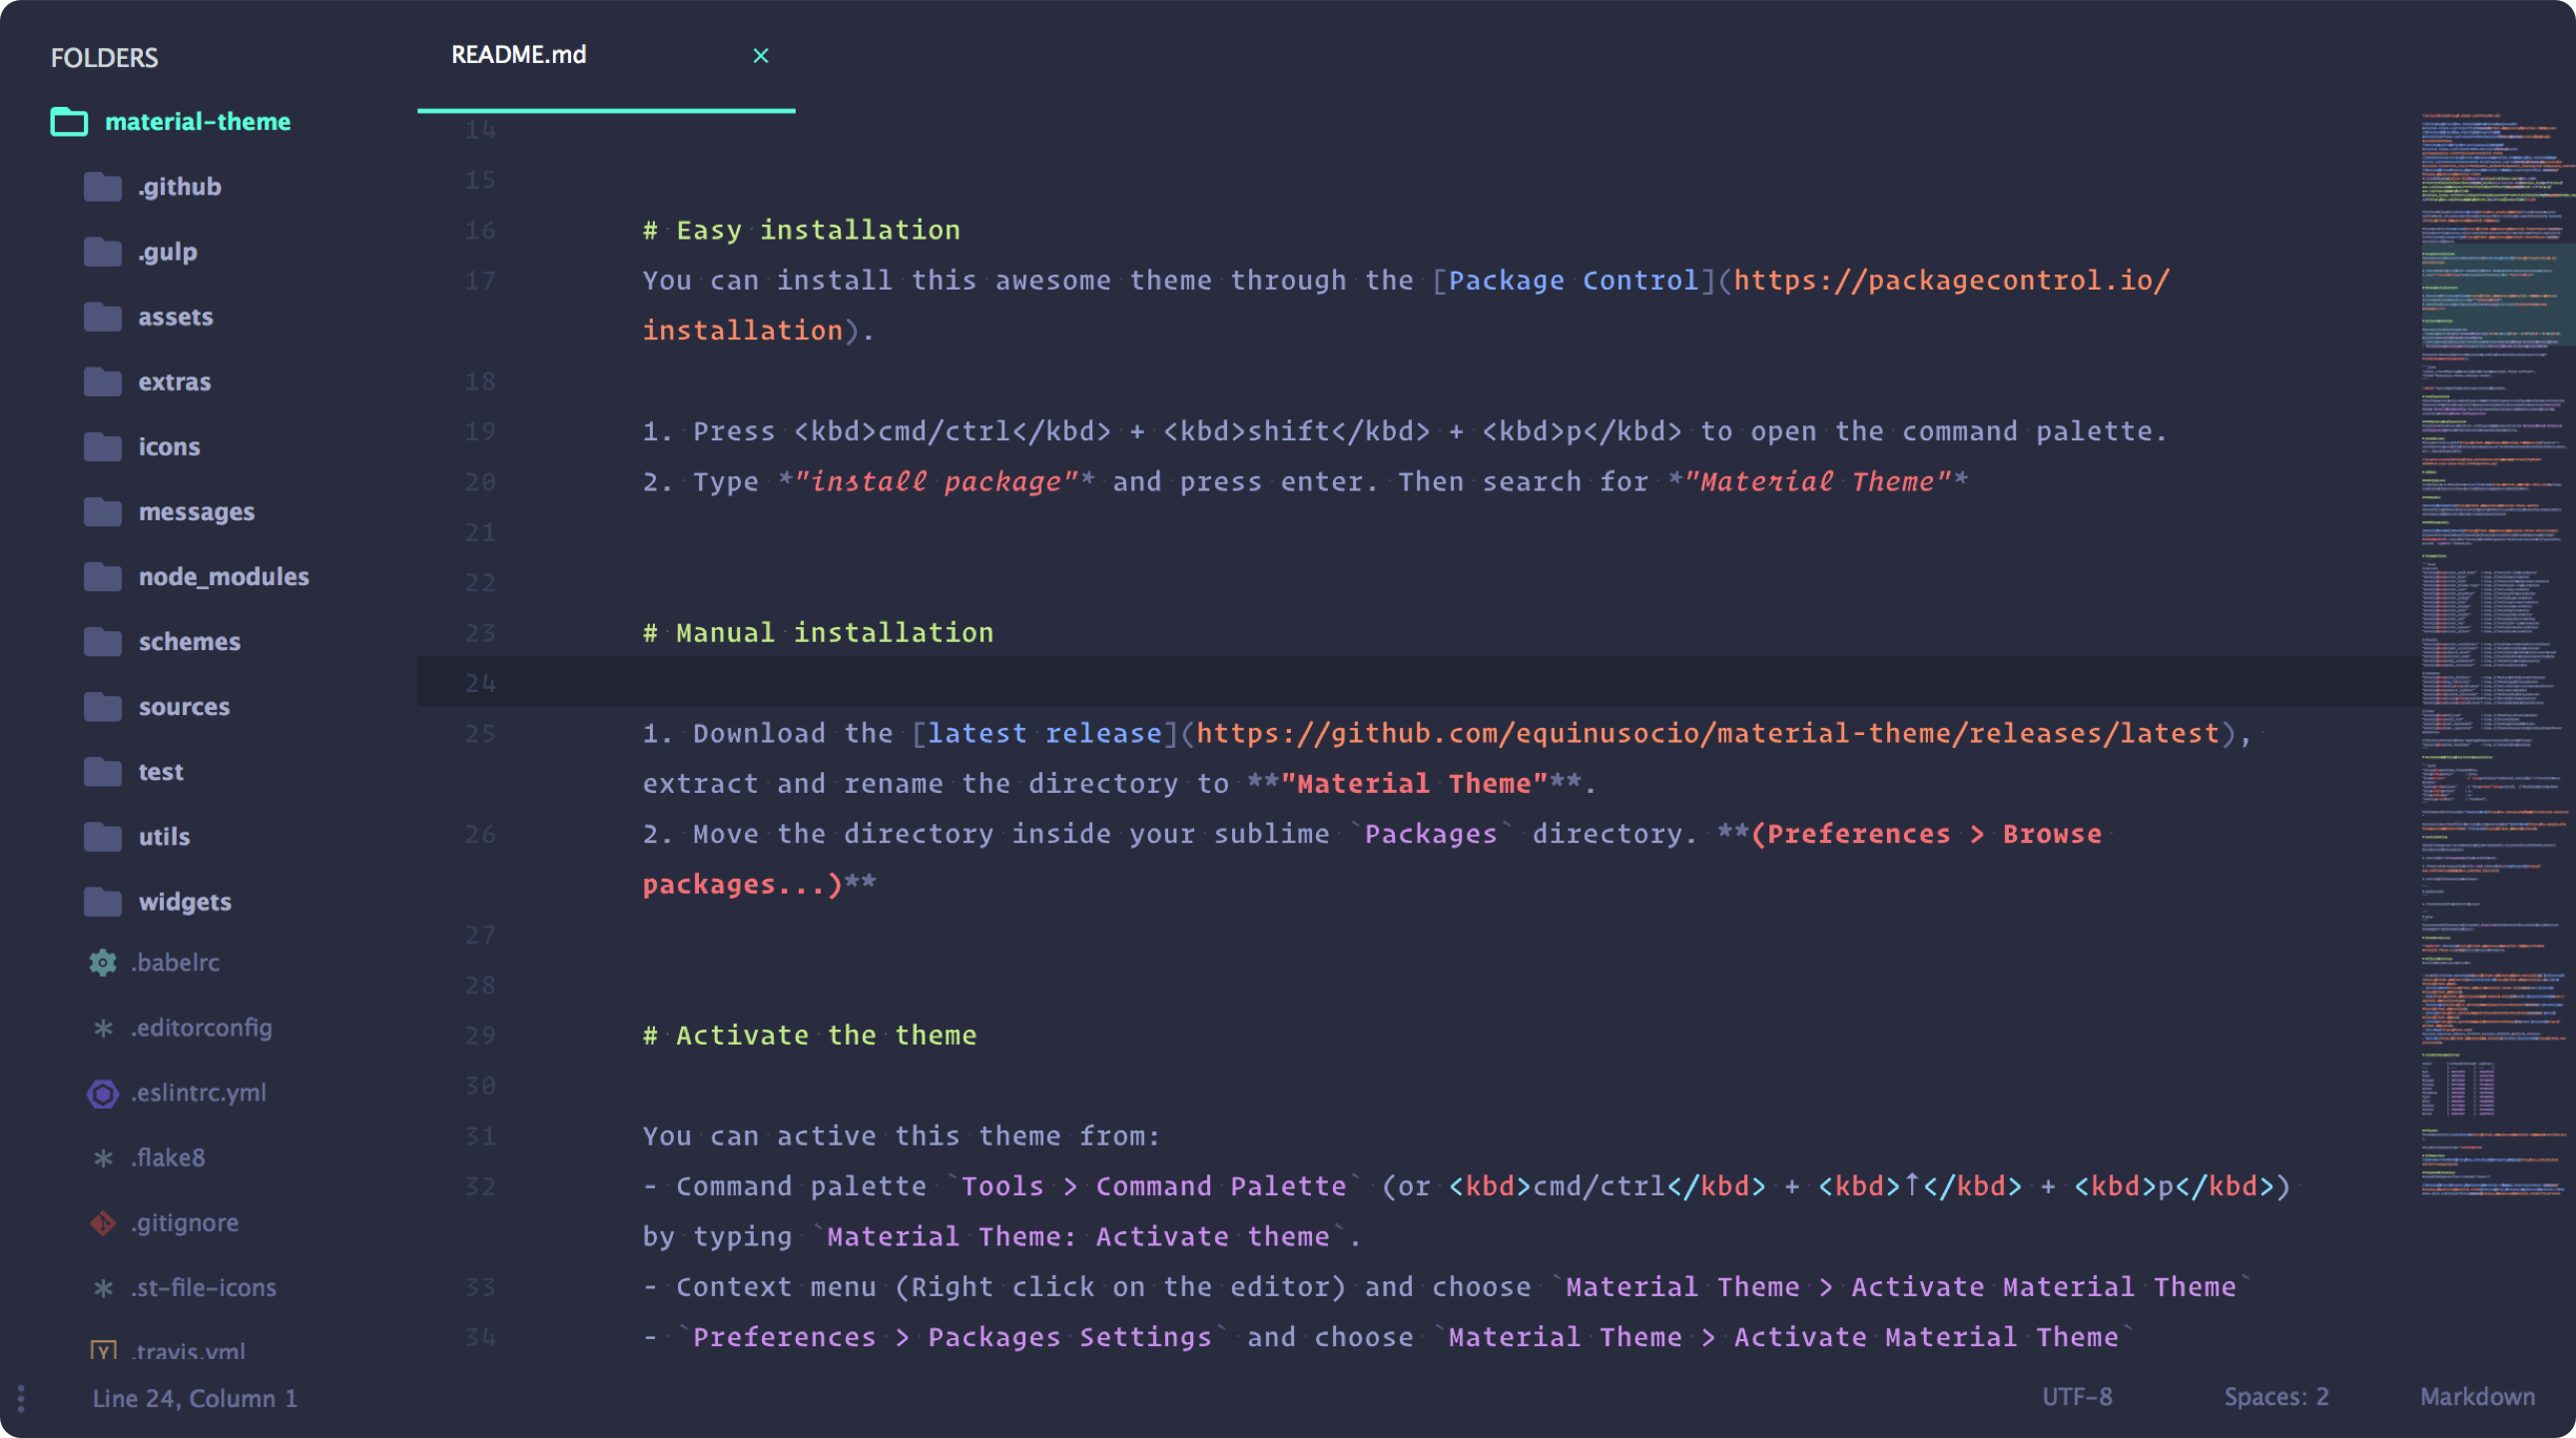 FOLDERS
material-theme
.github
.gulp
assets
extras
icons
messages
node_modules
schemes
sources
test
utils
widgets
.babelrc
.editorconfig
.eslintrc.yml
.flake8
.gitignore
.st-file-icons
.travis.yml
README.md ×
14
15
16 # Easy installation
17 You can install this awesome theme through the [Package Control](https://packagecontrol.io/
installation).
18
19 1. Press <kbd>cmd/ctrl</kbd> + <kbd>shift</kbd> + <kbd>p</kbd> to open the command palette.
20 2. Type *"install package"* and press enter. Then search for *"Material Theme"*
21
22
23 # Manual installation
24
25 1. Download the [latest release](https://github.com/equinusocio/material-theme/releases/latest),
extract and rename the directory to **"Material Theme"**.
26 2. Move the directory inside your sublime `Packages` directory. **(Preferences > Browse
packages...)**
27
28
29 # Activate the theme
30
31 You can active this theme from:
32 - Command palette `Tools > Command Palette` (or <kbd>cmd/ctrl</kbd> + <kbd>↑</kbd> + <kbd>p</kbd>)
by typing `Material Theme: Activate theme`.
33 - Context menu (Right click on the editor) and choose `Material Theme > Activate Material Theme`
34 - `Preferences > Packages Settings` and choose `Material Theme > Activate Material Theme`
Line 24, Column 1
UTF-8
Spaces: 2
Markdown